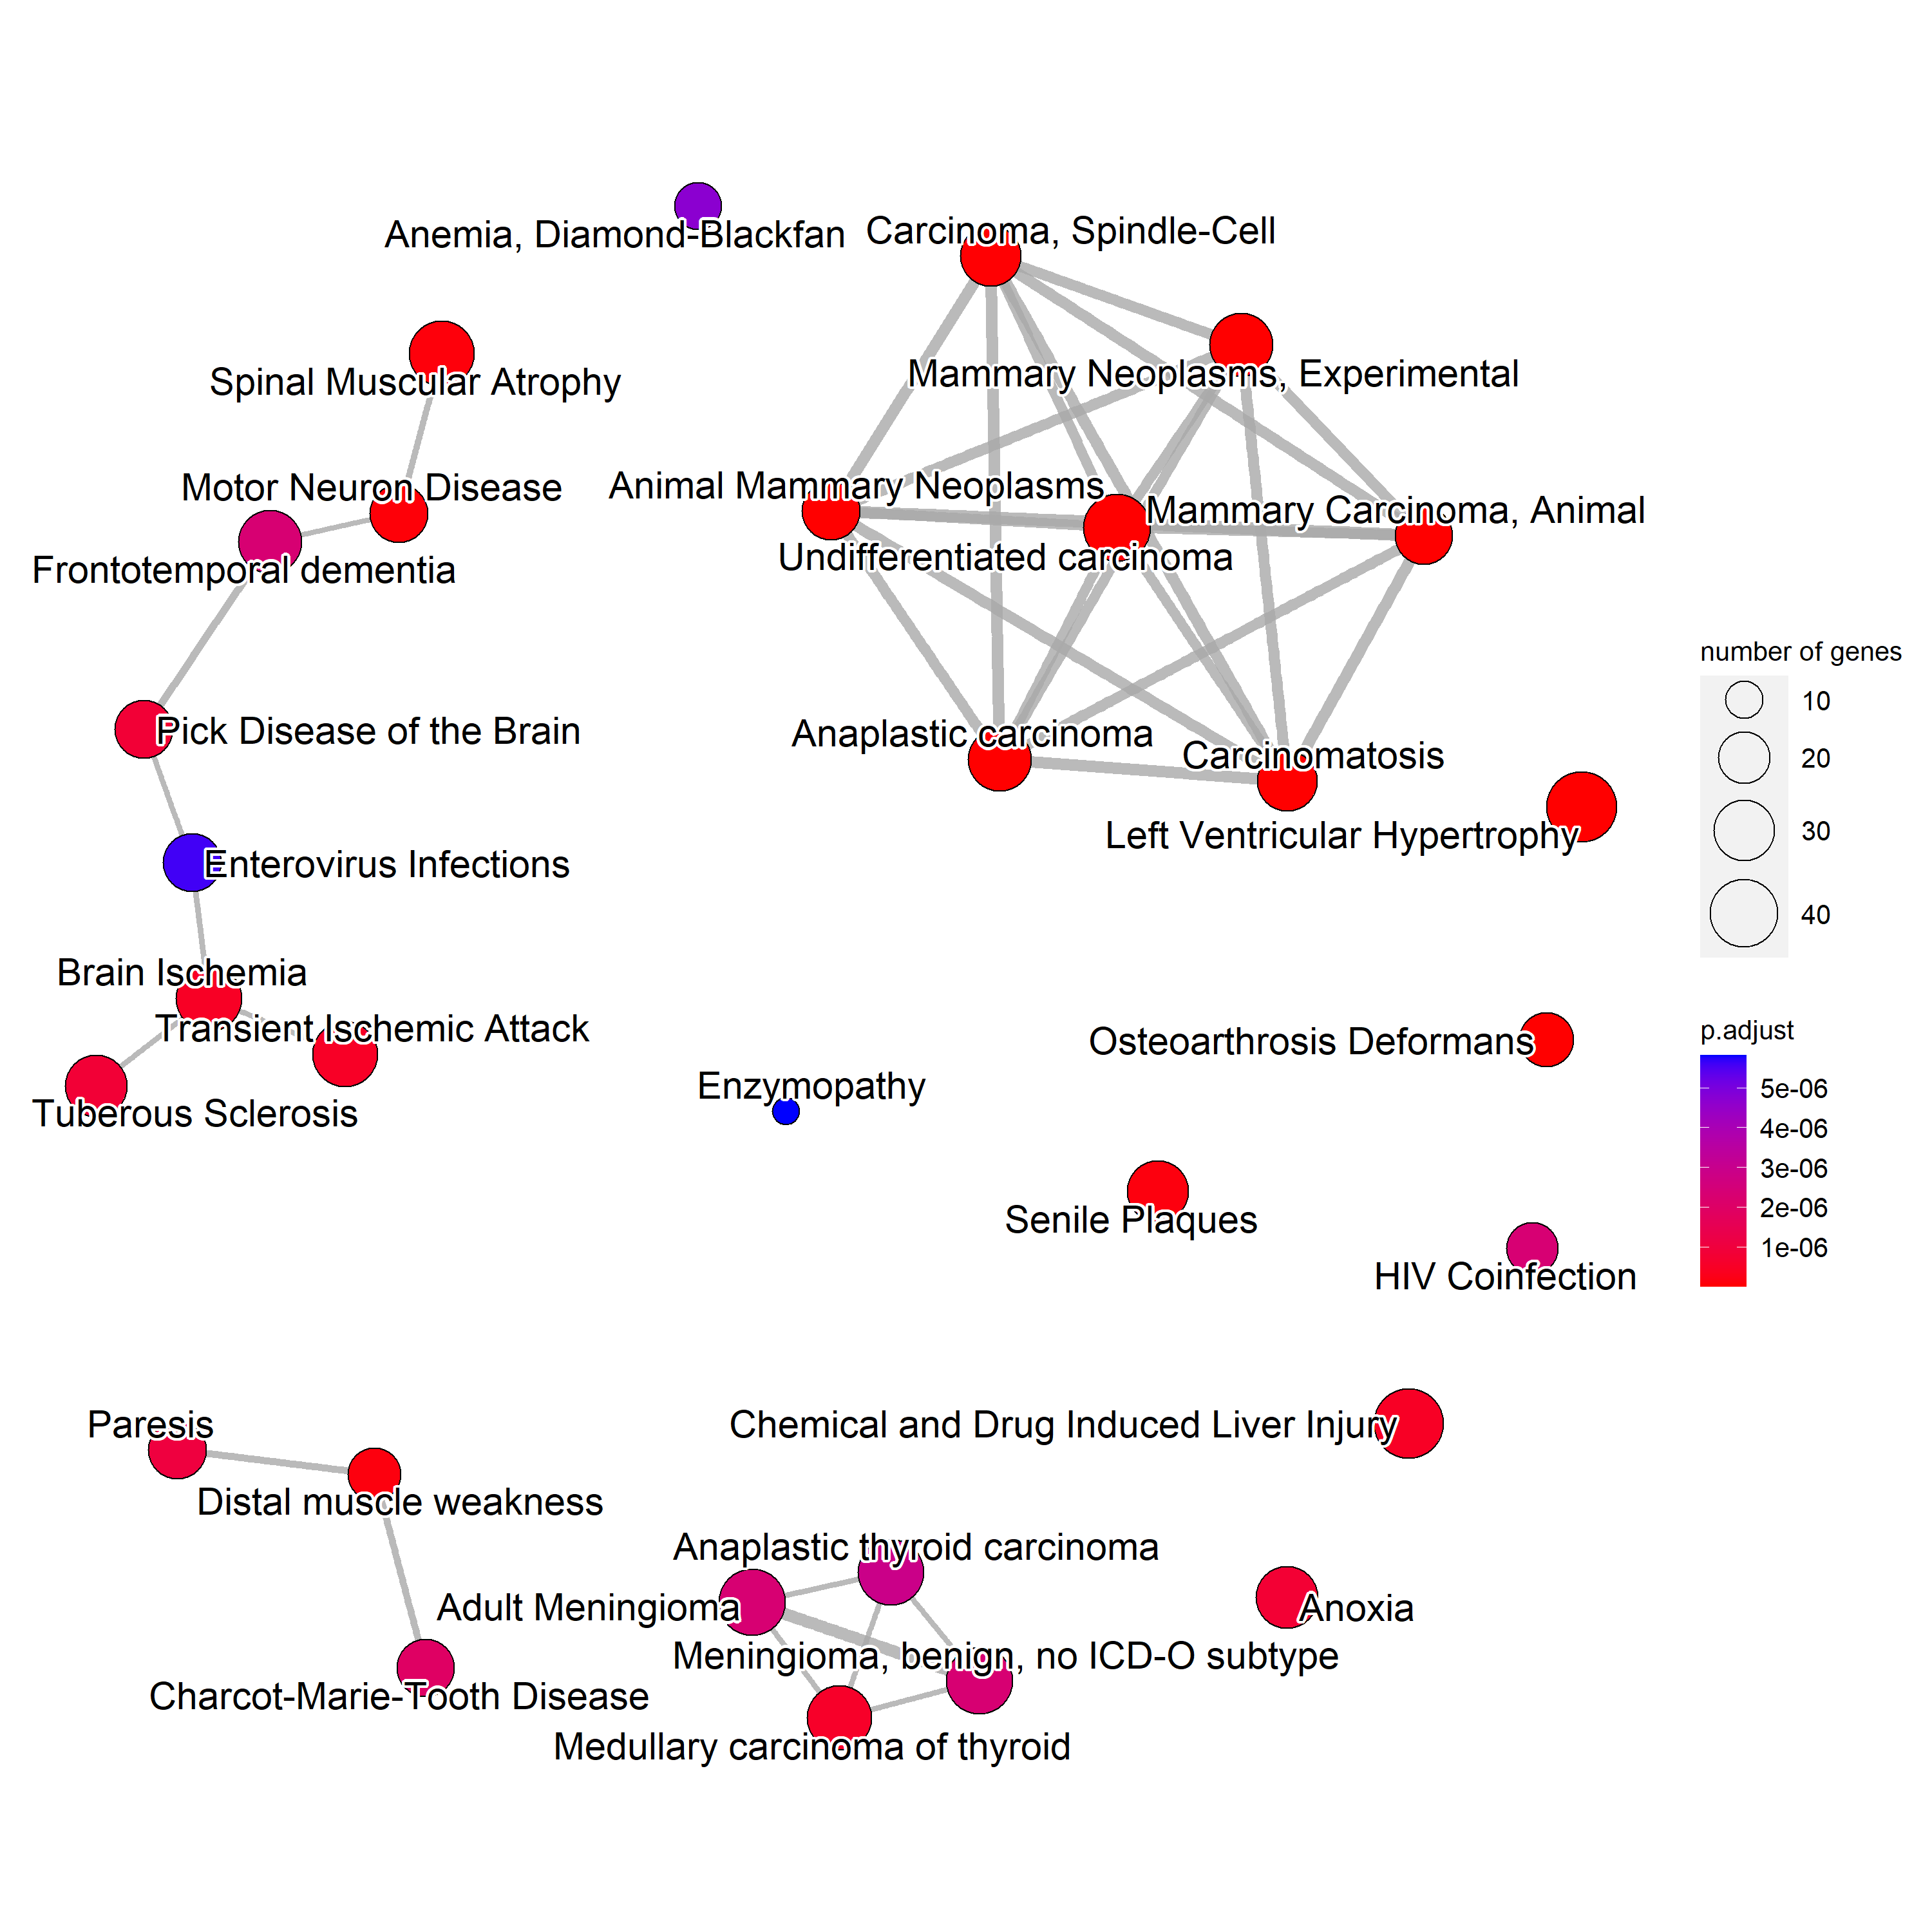 Anemia, Diamond-Blackfan
Carcinoma, Spindle-Cell
Spinal Muscular Atrophy
Mammary Neoplasms, Experimental
Motor Neuron Disease
Animal Mammary Neoplasms
Mammary Carcinoma, Animal
Undifferentiated carcinoma
Frontotemporal dementia
Pick Disease of the Brain
Anaplastic carcinoma
Carcinomatosis
Left Ventricular Hypertrophy
Enterovirus Infections
Brain Ischemia
Transient Ischemic Attack
Tuberous Sclerosis
Osteoarthrosis Deformans
Enzymopathy
Senile Plaques
HIV Coinfection
Paresis
Chemical and Drug Induced Liver Injury
Distal muscle weakness
Anaplastic thyroid carcinoma
Adult Meningioma
Anoxia
Meningioma, benign, no ICD-O subtype
Charcot-Marie-Tooth Disease
Medullary carcinoma of thyroid
number of genes
10
20
30
40
p.adjust
5e-06
4e-06
3e-06
2e-06
1e-06